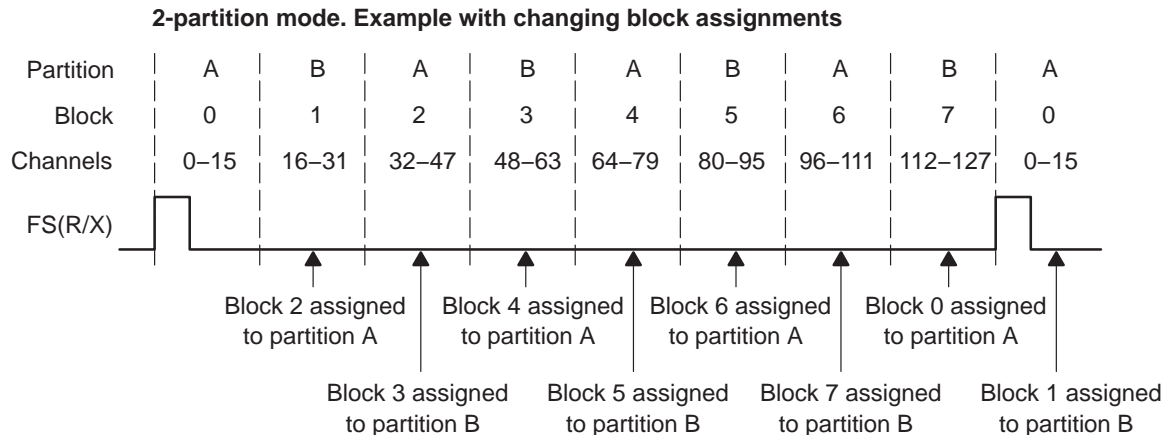 2-partition mode. Example with changing block assignments
Partition A B A B A B A B A
Block 0 1 2 3 4 5 6 7 0
Channels 0–15 16–31 32–47 48–63 64–79 80–95 96–111 112–127 0–15
FS(R/X)
Block 2 assigned to partition A
Block 4 assigned to partition A
Block 6 assigned to partition A
Block 0 assigned to partition A
Block 3 assigned to partition B
Block 5 assigned to partition B
Block 7 assigned to partition B
Block 1 assigned to partition B